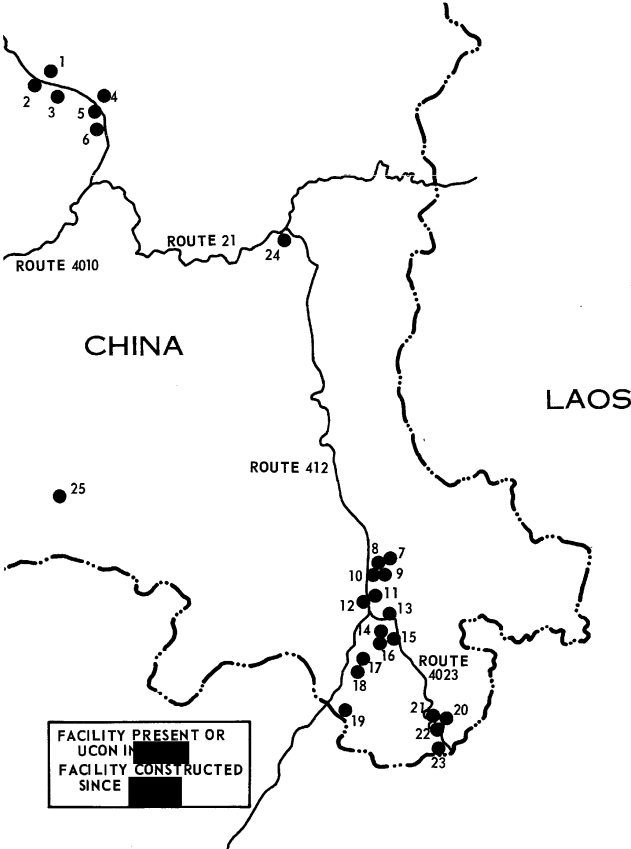 1
2
3
4
5
6
ROUTE 21
24
ROUTE 4010
CHINA
LAOS
ROUTE 412
25
8
7
10
9
11
12
13
14
15
16
ROUTE
4023
17
18
19
21
20
22
23
FACILITY PRESENT OR
UCON IN
FACILITY CONSTRUCTED
SINCE